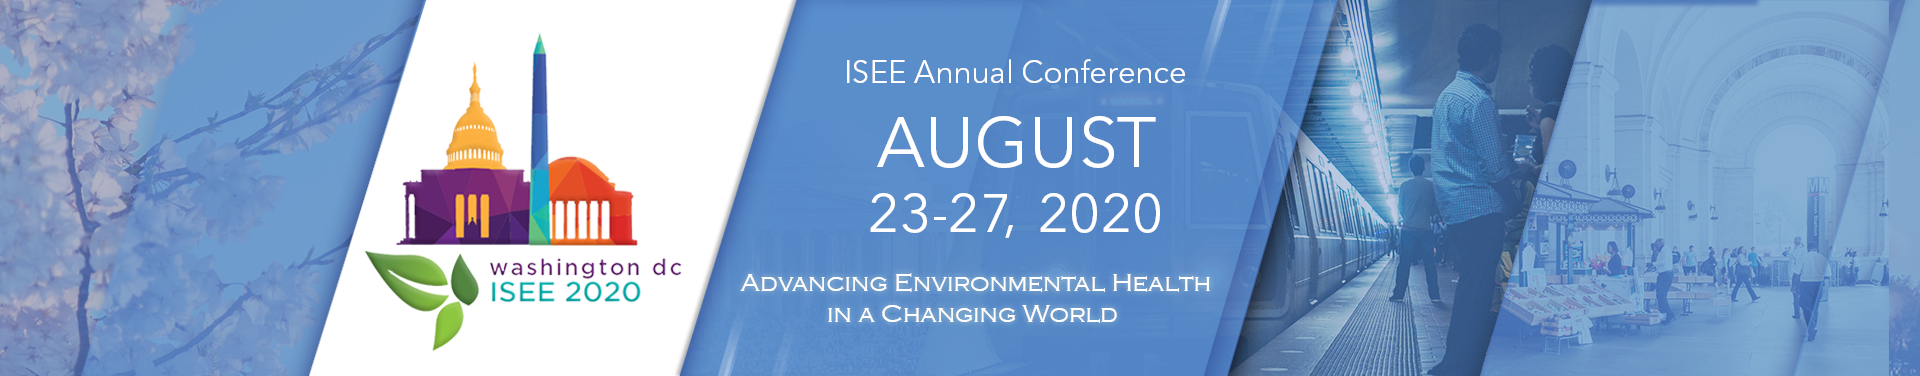 washington dc
ISEE 2020
ISEE Annual Conference
AUGUST
23-27, 2020
ADVANCING ENVIRONMENTAL HEALTH
IN A CHANGING WORLD